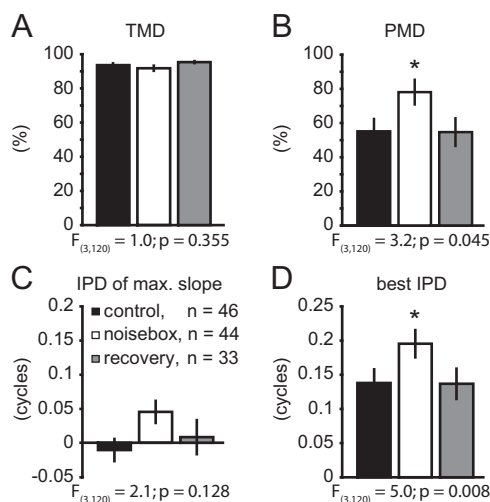 A
TMD
100
80
60
40
20
0
(%)
F(3,120) = 1.0; p = 0.355
B
PMD
100
80
60
40
20
0
(%)
*
F(3,120) = 3.2; p = 0.045
C
IPD of max. slope
0.2
0.15
0.1
0.05
0
-0.05
(cycles)
control, n = 46
noisebox, n = 44
recovery, n = 33
F(3,120) = 2.1; p = 0.128
D
best IPD
0.25
0.2
0.15
0.1
0.05
0
(cycles)
*
F(3,120) = 5.0; p = 0.008